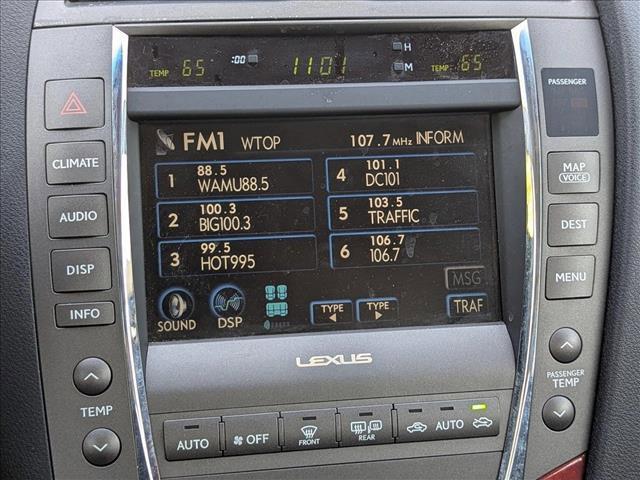 TEMP 65 :00 1101 H M TEMP 65
PASSENGER
FM1 WTOP 107.7 MHz INFORM
1 88.5 WAMU88.5
4 101.1 DC101
2 100.3 BIG100.3
5 103.5 TRAFFIC
3 99.5 HOT995
6 106.7 106.7
MSG
SOUND DSP TYPE TYPE TRAF
CLIMATE
AUDIO
DISP
INFO
TEMP
MAP
VOICE
DEST
MENU
PASSENGER
TEMP
LEXUS
AUTO OFF FRONT REAR AUTO